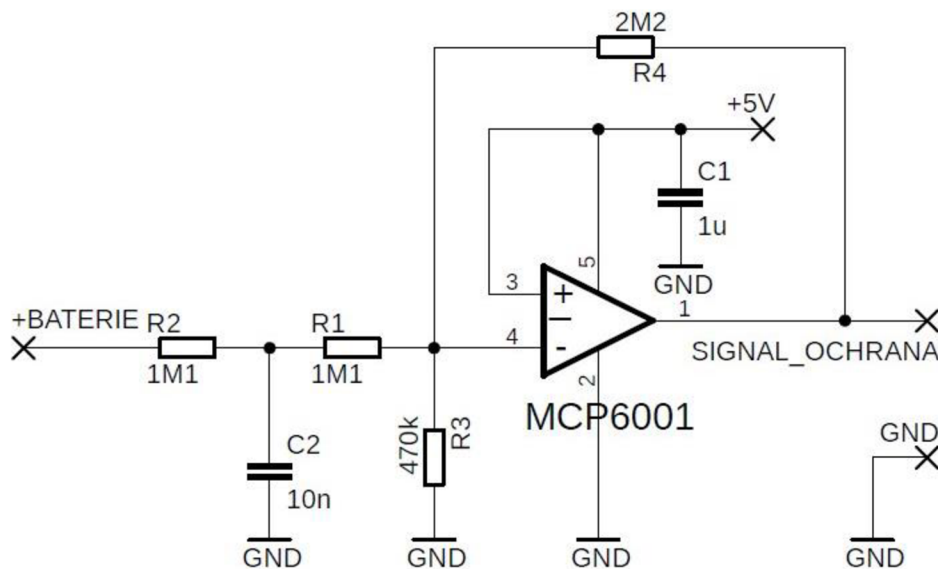 2M2
R4
+5V
C1
1u
GND
5
3
+
-
4
1
2
MCP6001
+BATERIE
R2
1M1
R1
1M1
SIGNAL_OCHRANA
470k
R3
C2
10n
GND
GND
GND
GND
GND